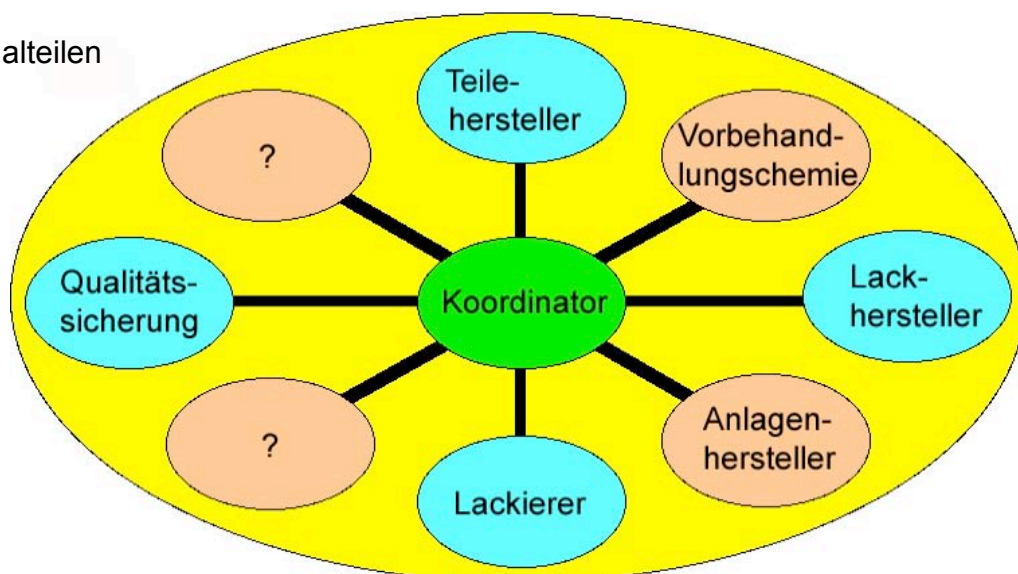 alteilen
Teile-
hersteller
?
Vorbehand-
lungschemie
Qualitäts-
sicherung
Koordinator
Lack-
hersteller
?
Anlagen-
hersteller
Lackierer